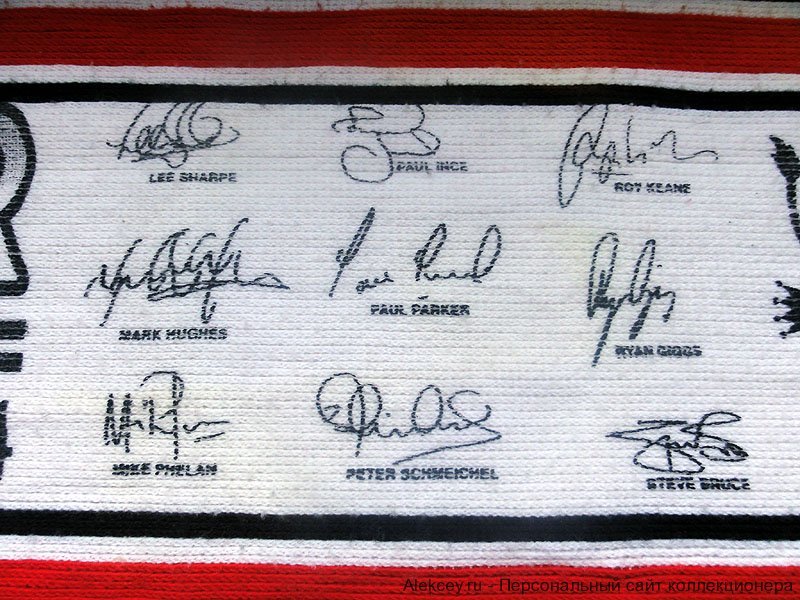 LEE SHARPE
PAUL INCE
ROY KEANE
MARK HUGHES
PAUL PARKER
RYAN GIGGS
MIKE PHELAN
PETER SCHMEICHEL
STEVE BRUCE
Alekcey.ru - Персональный сайт коллекционера